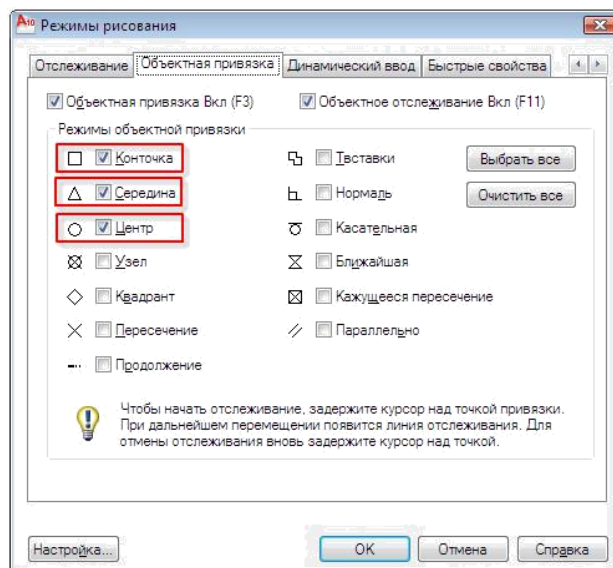 A10 Режимы рисования
Отслеживание Объектная привязка Динамический ввод Быстрые свойства
Объектная привязка Вкл (F3) Объектное отслеживание Вкл (F11)
Режимы объектной привязки
Конточка Твставки Выбрать все
Середина Нормаль Очистить все
Центр Касательная
Узел Ближайшая
Квадрант Кажущееся пересечение
Пересечение Параллельно
Продолжение
Чтобы начать отслеживание, задержите курсор над точкой привязки.
При дальнейшем перемещении появится линия отслеживания. Для
отмены отслеживания вновь задержите курсор над точкой.
Настройка... OK Отмена Справка